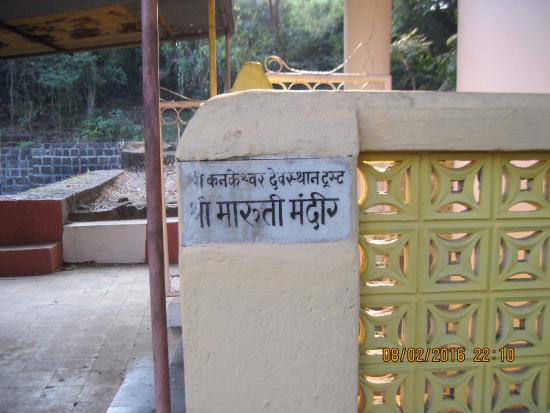 श्री कनकेश्वर देवस्थान ट्रस्ट
श्री मारुती मंदीर
08/02/2016 22:10